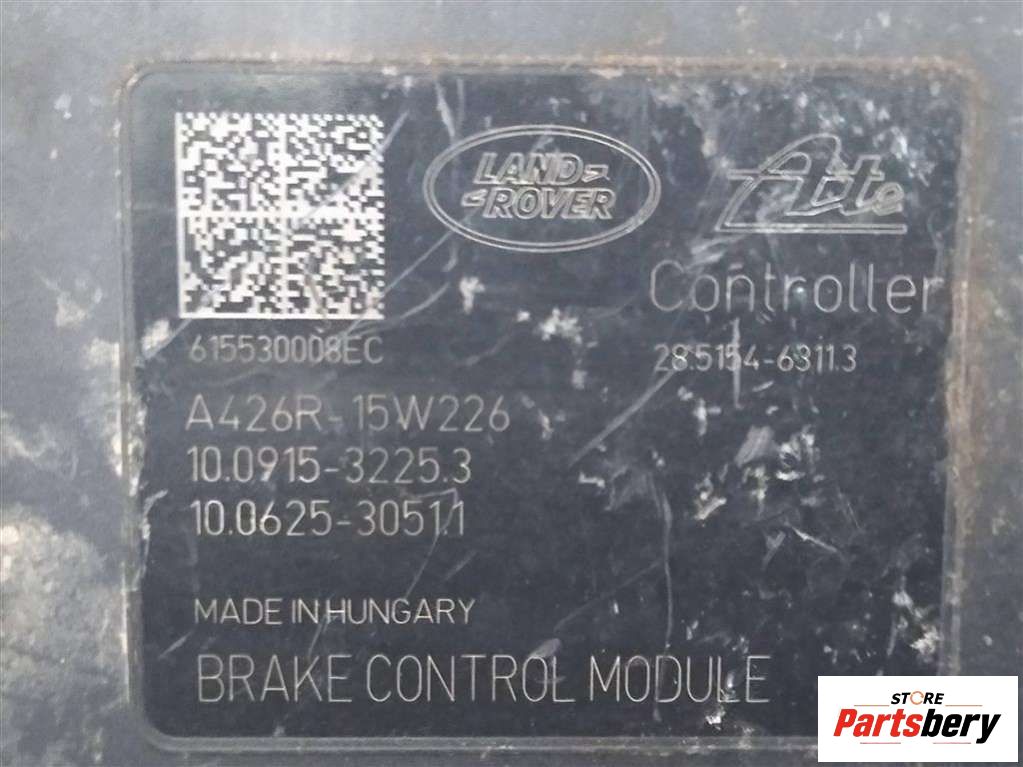 LAND ROVER
Ate
Controller
615530008EC
28.5154-6311.3
A426R-15W226
10.0915-3225.3
10.0625-3051.1
MADE IN HUNGARY
BRAKE CONTROL MODULE
STORE
Partsbery